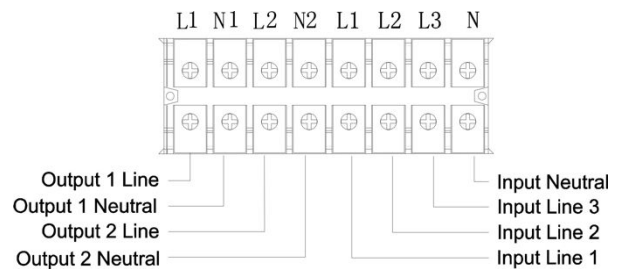 L1 N1 L2 N2 L1 L2 L3 N
Output 1 Line
Output 1 Neutral
Output 2 Line
Output 2 Neutral
Input Neutral
Input Line 3
Input Line 2
Input Line 1